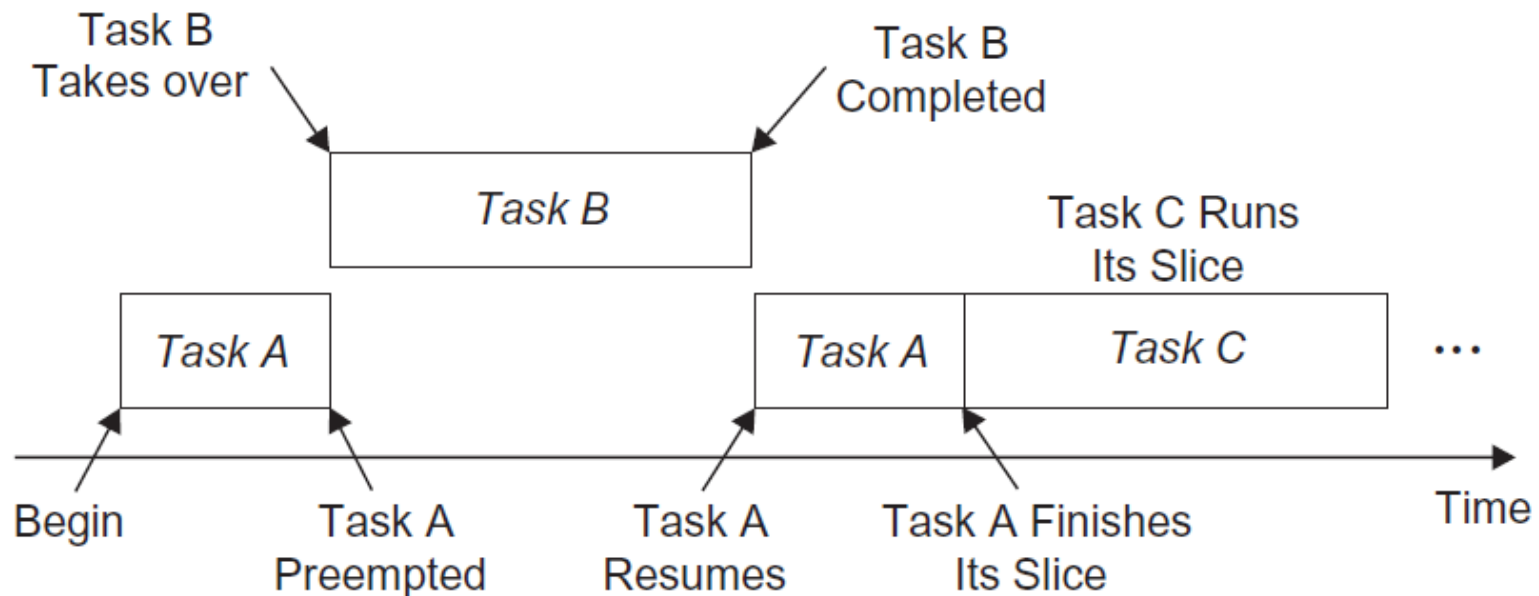 Task B
Takes over
Task B
Completed
Task B
Task C Runs
Its Slice
Task A
Task A
Task C
...
Begin
Task A
Preempted
Task A
Resumes
Task A Finishes
Its Slice
Time